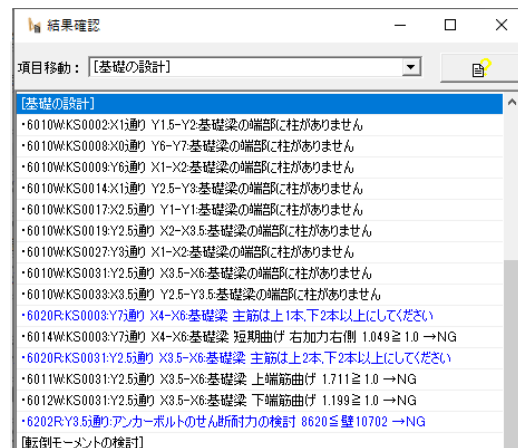 結果確認
項目移動： [基礎の設計]
[基礎の設計]
・6010W:KS0002:X1通り Y1.5-Y2:基礎梁の端部に柱がありません
・6010W:KS0008:X0通り Y6-Y7:基礎梁の端部に柱がありません
・6010W:KS0009:Y6通り X1-X2:基礎梁の端部に柱がありません
・6010W:KS0014:X1通り Y2.5-Y3:基礎梁の端部に柱がありません
・6010W:KS0017:X2.5通り Y1-Y1:基礎梁の端部に柱がありません
・6010W:KS0019:Y2.5通り X2-X3.5:基礎梁の端部に柱がありません
・6010W:KS0027:Y3通り X1-X2:基礎梁の端部に柱がありません
・6010W:KS0031:Y2.5通り X3.5-X6:基礎梁の端部に柱がありません
・6010W:KS0033:X3.5通り Y2.5-Y3.5:基礎梁の端部に柱がありません
・6020R:KS0003:Y7通り X4-X6:基礎梁 主筋は上1本、下2本以上にしてください
・6014W:KS0003:Y7通り X4-X6:基礎梁 短期曲げ 右加力右側 1.049≧1.0 →NG
・6020R:KS0031:Y2.5通り X3.5-X6:基礎梁 主筋は上2本、下2本以上にしてください
・6011W:KS0031:Y2.5通り X3.5-X6:基礎梁 上端筋曲げ 1.711≧1.0 →NG
・6012W:KS0031:Y2.5通り X3.5-X6:基礎梁 下端筋曲げ 1.199≧1.0 →NG
・6202R:Y3.5通り:アンカーボルトのせん断耐力の検討 8620≦壁10702 →NG
[転倒モーメントの検討]